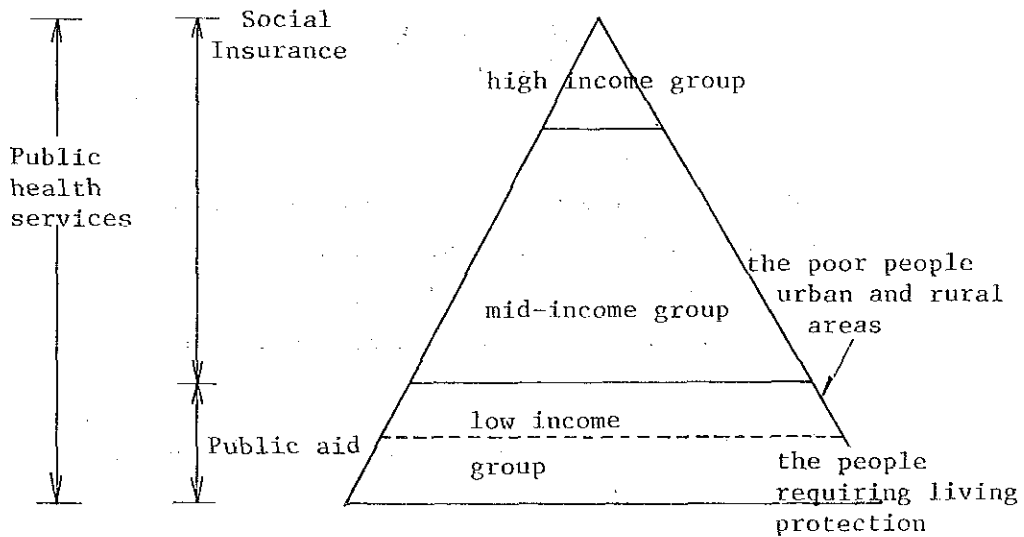 Social
Insurance
high income group
Public
health
services
the poor people
urban and rural
areas
mid-income group
low income
Public aid
group
the people
requiring living
protection